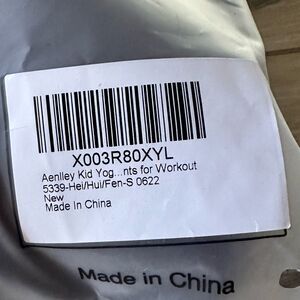 X003R80XYL
Aenlley Kid Yog...nts for Workout
5339-Hei/Hui/Fen-S 0622
New
Made In China
Made in China